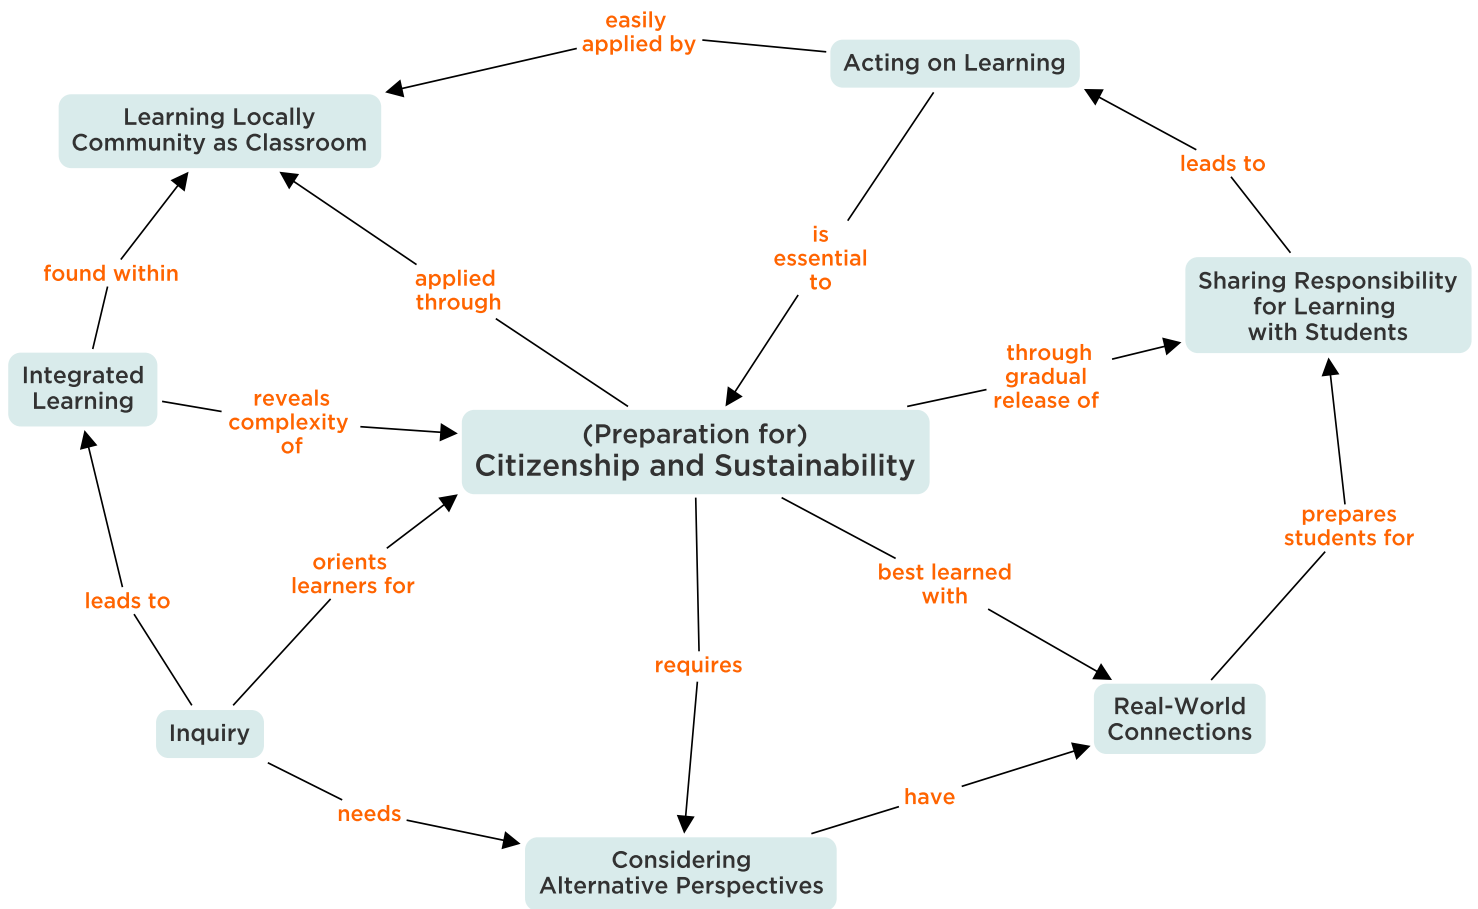 easily
applied by
Acting on Learning
Learning Locally
Community as Classroom
leads to
is
essential
to
found within
applied
through
Sharing Responsibility
for Learning
with Students
through
gradual
release of
Integrated
Learning
reveals
complexity
of
(Preparation for)
Citizenship and Sustainability
prepares
students for
orients
learners for
best learned
with
leads to
requires
Real-World
Connections
Inquiry
have
needs
Considering
Alternative Perspectives